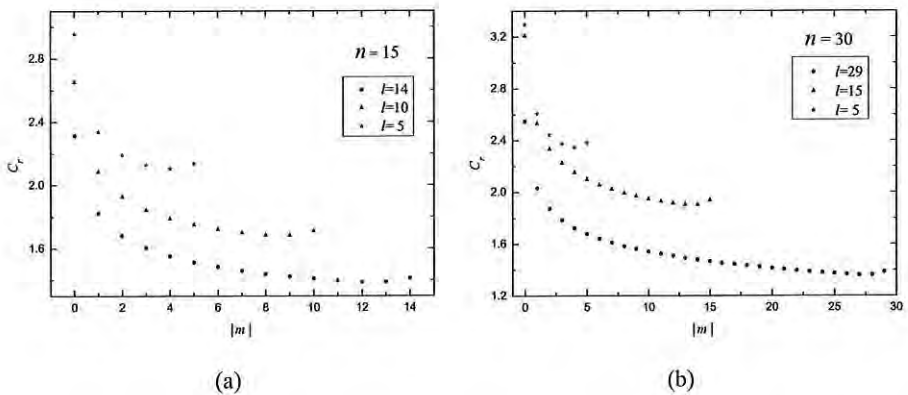 n = 15
l=14
l=10
l= 5
C_r
2.8
2.4
2.0
1.6
0 2 4 6 8 10 12 14
|m|
(a)
n = 30
l=29
l=15
l= 5
C_r
3.2
2.8
2.4
2.0
1.6
1.2
0 5 10 15 20 25 30
|m|
(b)